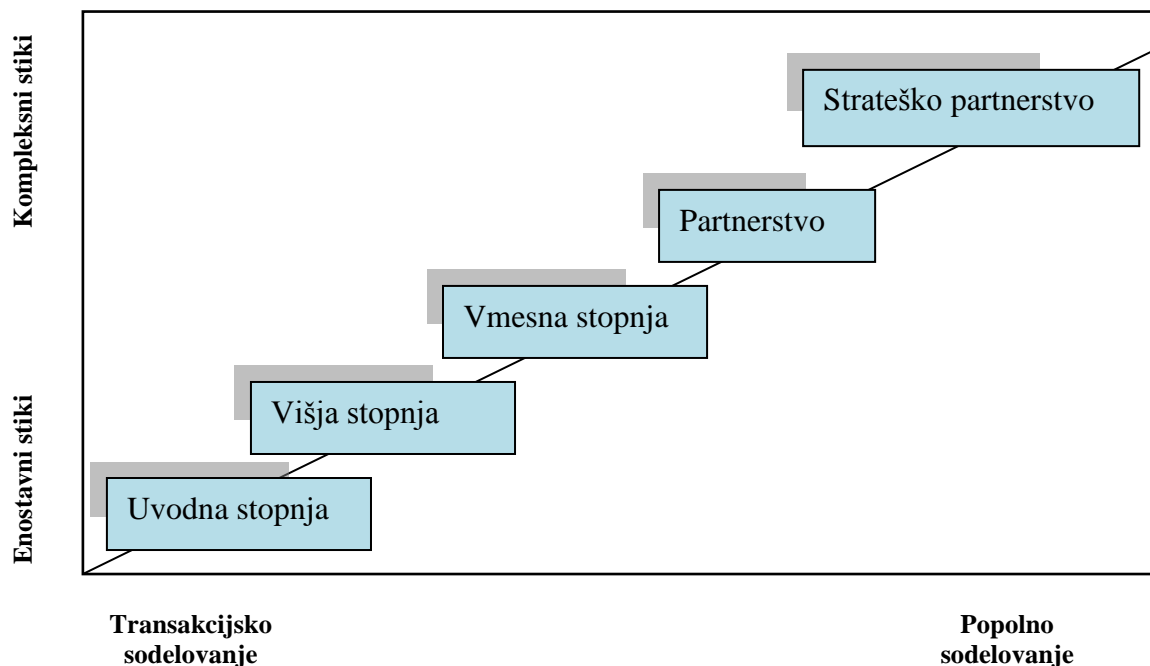 Kompleksni stiki
Strateško partnerstvo
Partnerstvo
Vmesna stopnja
Višja stopnja
Enostavni stiki
Uvodna stopnja
Transakcijsko
sodelovanje
Popolno
sodelovanje